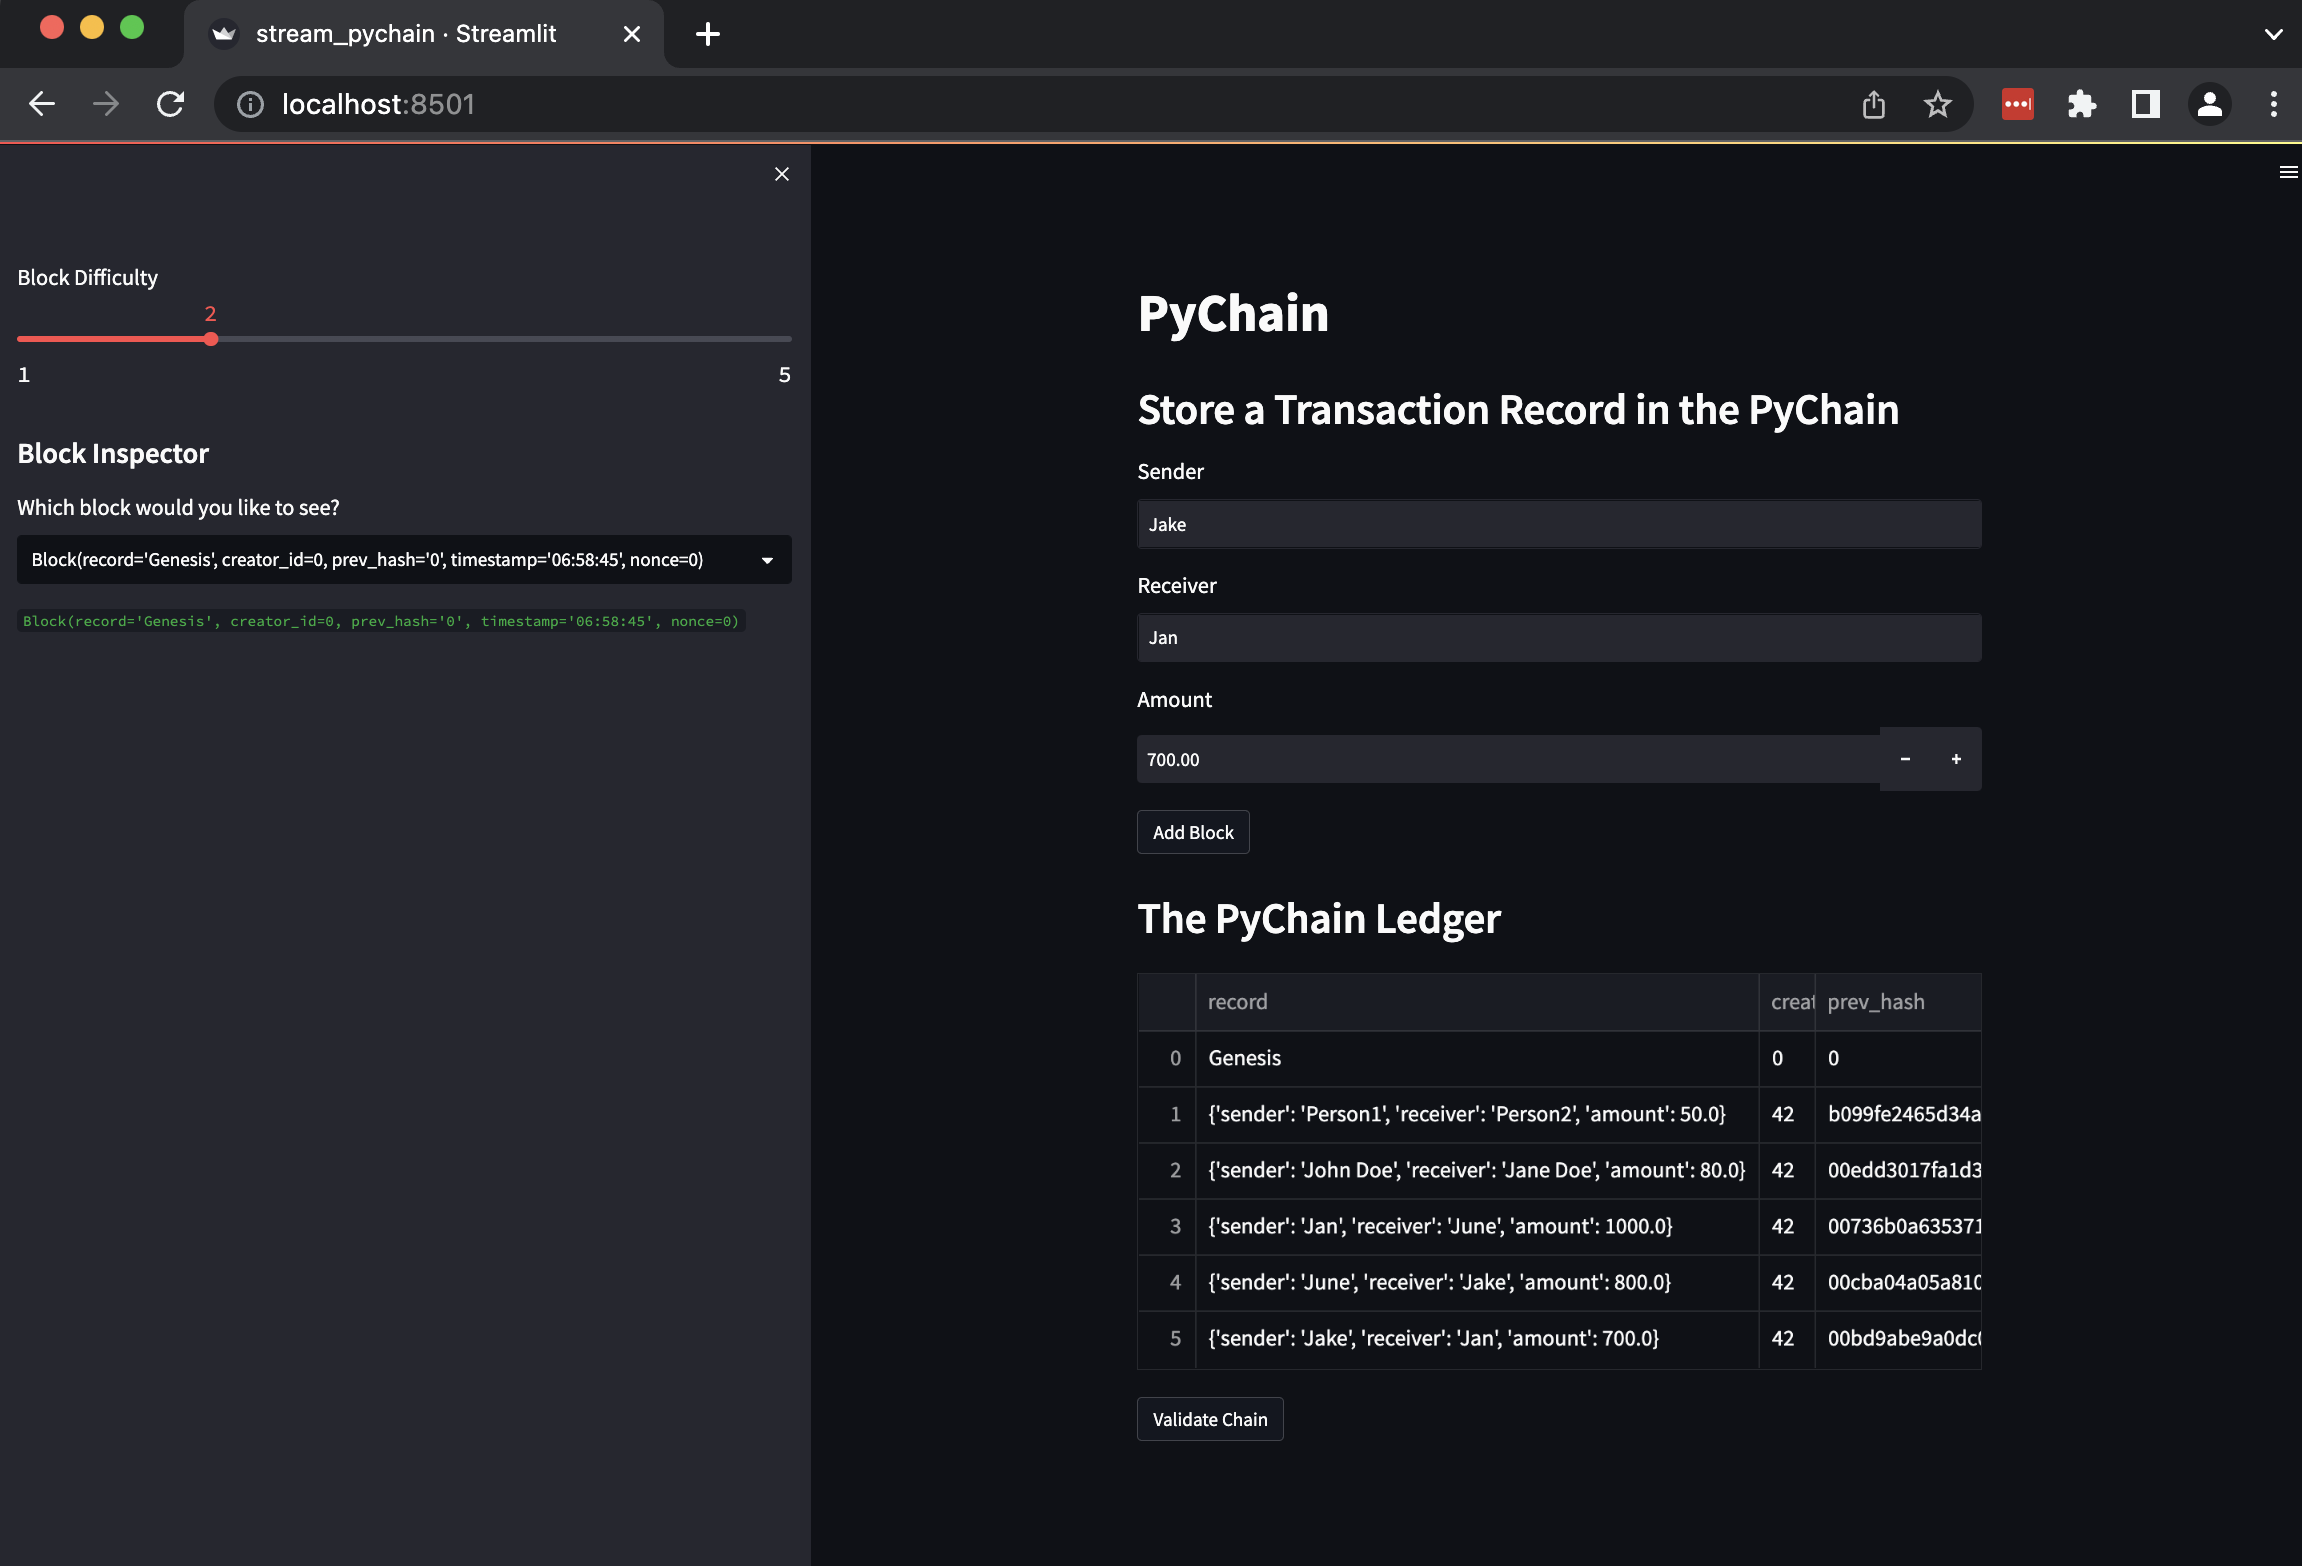 stream_pychain · Streamlit
localhost:8501
Block Difficulty
2
1 5
Block Inspector
Which block would you like to see?
Block(record='Genesis', creator_id=0, prev_hash='0', timestamp='06:58:45', nonce=0)
Block(record='Genesis', creator_id=0, prev_hash='0', timestamp='06:58:45', nonce=0)
PyChain
Store a Transaction Record in the PyChain
Sender
Jake
Receiver
Jan
Amount
700.00 - +
Add Block
The PyChain Ledger
record creat prev_hash
0 Genesis 0 0
1 {'sender': 'Person1', 'receiver': 'Person2', 'amount': 50.0} 42 b099fe2465d34a
2 {'sender': 'John Doe', 'receiver': 'Jane Doe', 'amount': 80.0} 42 00edd3017fa1d3
3 {'sender': 'Jan', 'receiver': 'June', 'amount': 1000.0} 42 00736b0a635371
4 {'sender': 'June', 'receiver': 'Jake', 'amount': 800.0} 42 00cba04a05a810
5 {'sender': 'Jake', 'receiver': 'Jan', 'amount': 700.0} 42 00bd9abe9a0dc0
Validate Chain